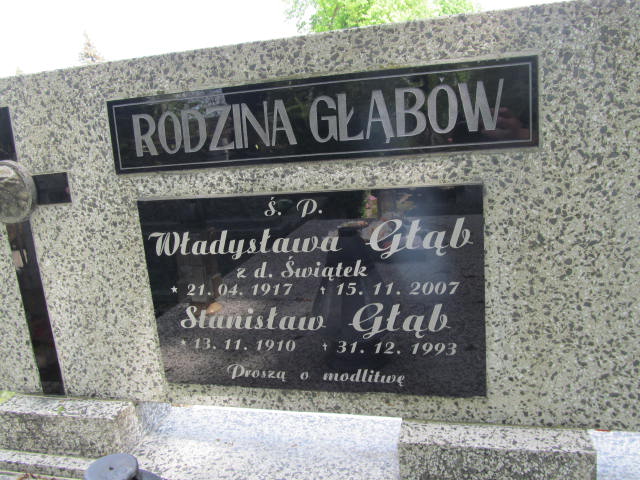 RODZINA GŁĄBÓW
Ś. P.
Władysława Głąb
z d. Świątek
* 21. 04. 1917 † 15. 11. 2007
Stanisław Głąb
* 13. 11. 1910 † 31. 12. 1993
Proszą o modlitwę